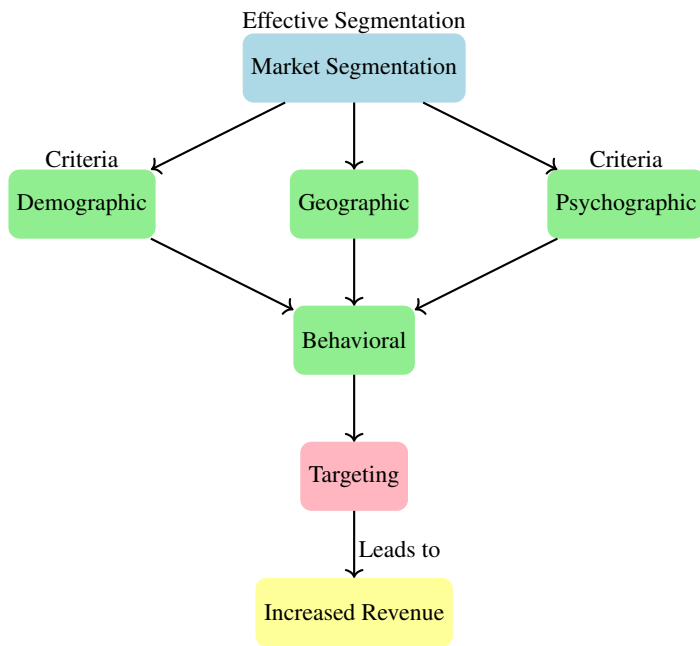 Effective Segmentation
Market Segmentation
Criteria
Criteria
Demographic
Geographic
Psychographic
Behavioral
Targeting
Leads to
Increased Revenue